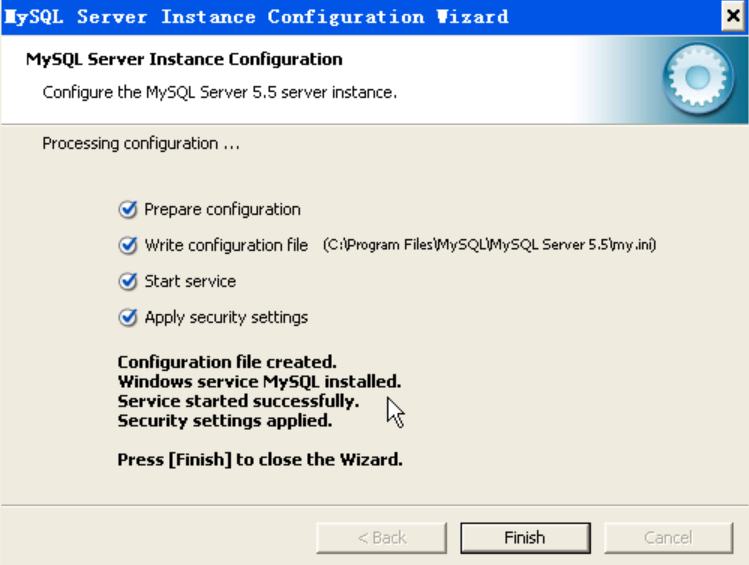 MySQL Server Instance Configuration Wizard
MySQL Server Instance Configuration
Configure the MySQL Server 5.5 server instance.
Processing configuration ...
Prepare configuration
Write configuration file (C:\Program Files\MySQL\MySQL Server 5.5\my.ini)
Start service
Apply security settings
Configuration file created.
Windows service MySQL installed.
Service started successfully.
Security settings applied.
Press [Finish] to close the Wizard.
< Back Finish Cancel